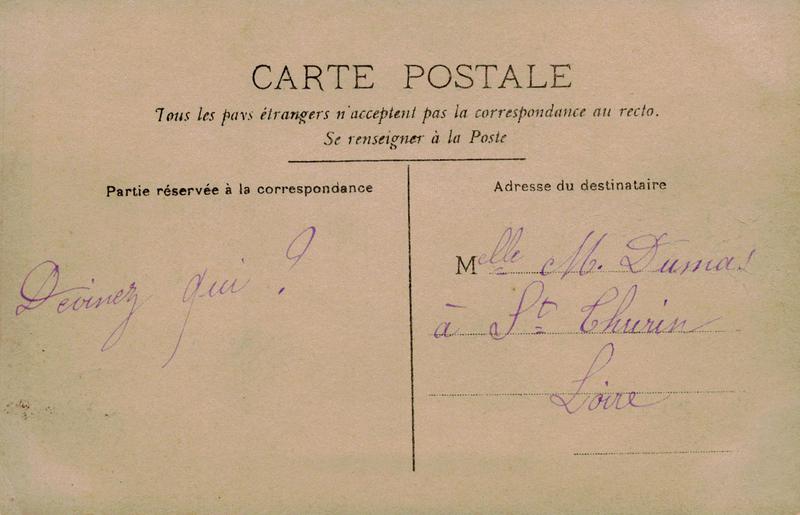 CARTE POSTALE
Tous les pays étrangers n'acceptent pas la correspondance au recto.
Se renseigner à la Poste
Partie réservée à la correspondance
Adresse du destinataire
Devinez qui ?
Melle M. Dumas
à St Thurin
Loire